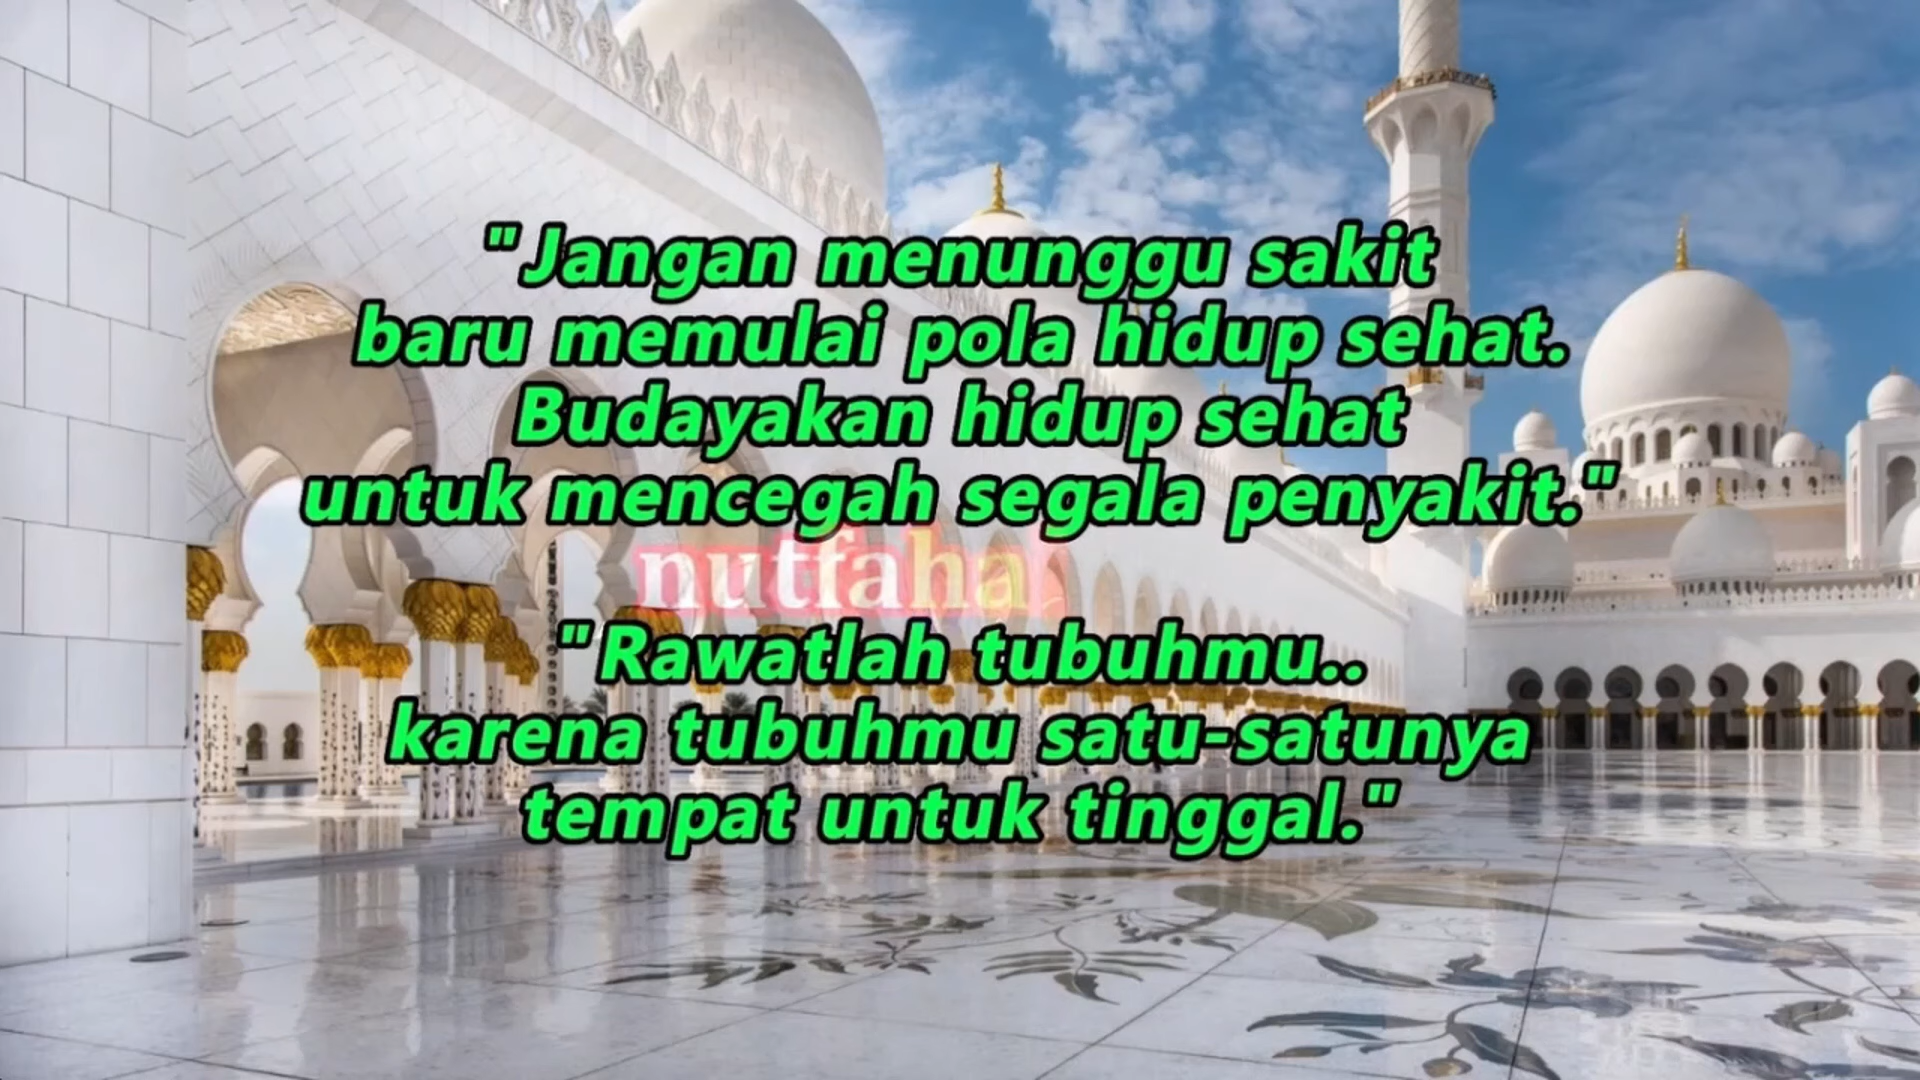 "Jangan menunggu sakit
baru memulai pola hidup sehat.
Budayakan hidup sehat
untuk mencegah segala penyakit."
nutfaha
"Rawatlah tubuhmu..
karena tubuhmu satu-satunya
tempat untuk tinggal."